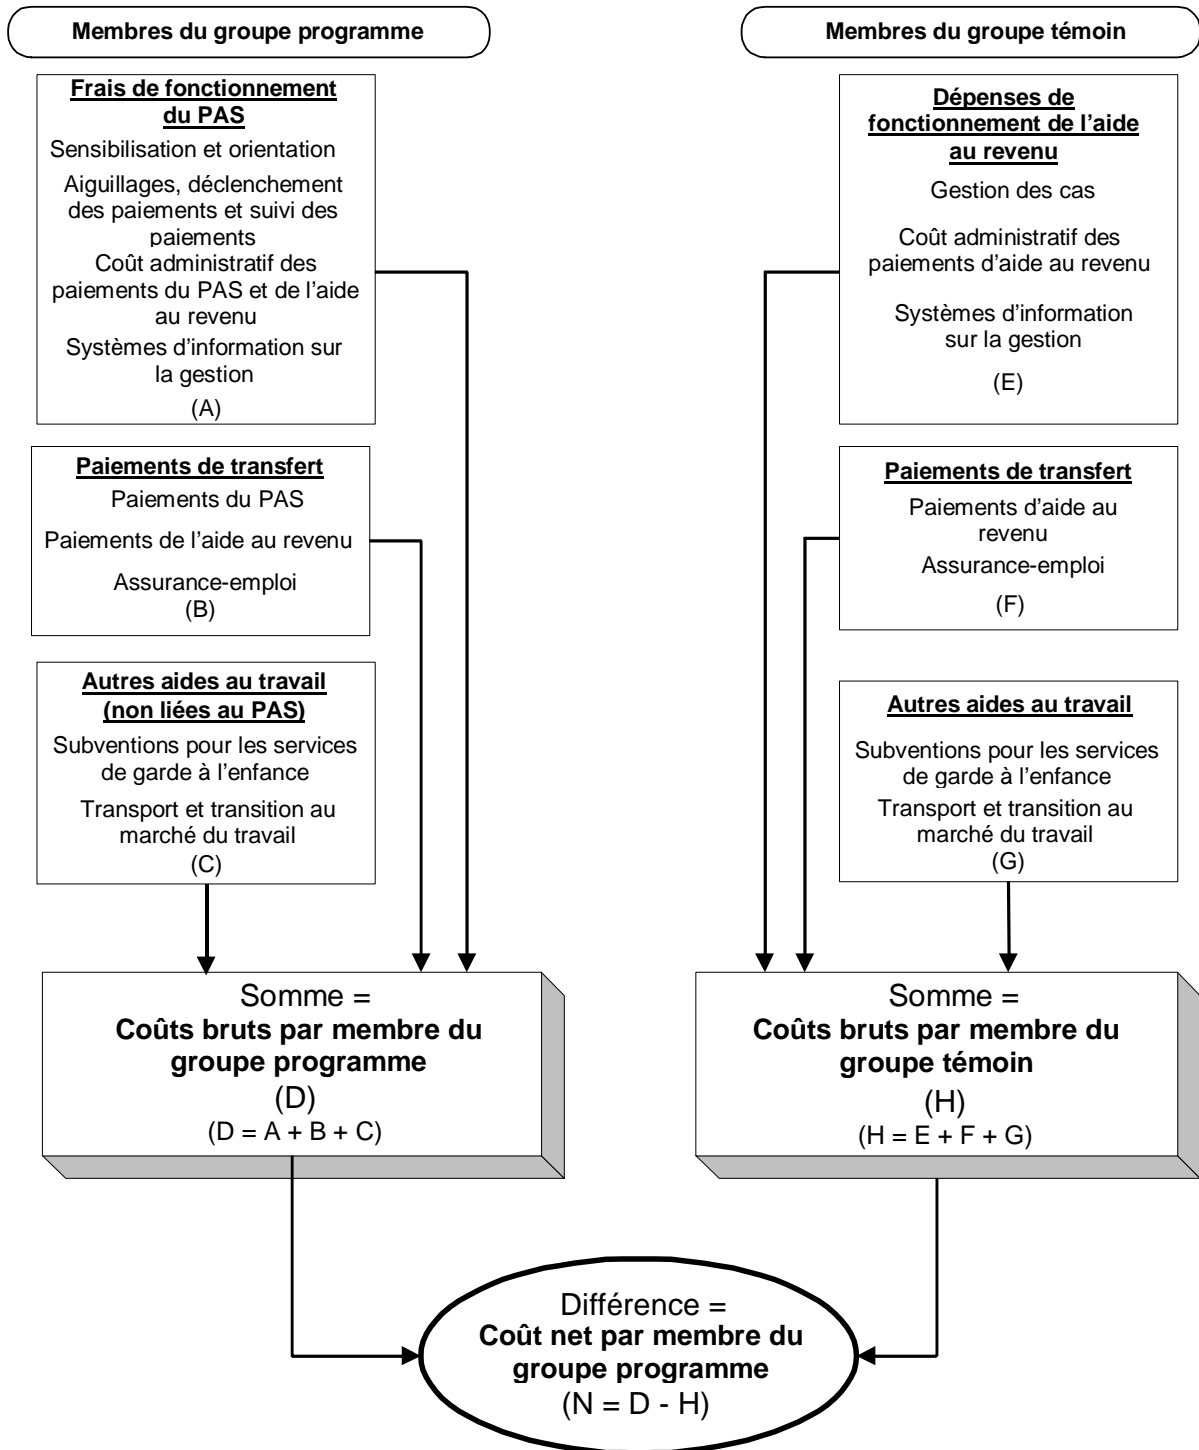 Membres du groupe programme
Frais de fonctionnement
du PAS
Sensibilisation et orientation
Aiguillages, déclenchement
des paiements et suivi des
paiements
Coût administratif des
paiements du PAS et de l'aide
au revenu
Systèmes d'information sur
la gestion
(A)
Paiements de transfert
Paiements du PAS
Paiements de l'aide au revenu
Assurance-emploi
(B)
Autres aides au travail
(non liées au PAS)
Subventions pour les services
de garde à l'enfance
Transport et transition au
marché du travail
(C)
Somme =
Coûts bruts par membre du
groupe programme
(D)
(D = A + B + C)
Membres du groupe témoin
Dépenses de
fonctionnement de l'aide
au revenu
Gestion des cas
Coût administratif des
paiements d'aide au revenu
Systèmes d'information
sur la gestion
(E)
Paiements de transfert
Paiements d'aide au
revenu
Assurance-emploi
(F)
Autres aides au travail
Subventions pour les services
de garde à l'enfance
Transport et transition au
marché du travail
(G)
Somme =
Coûts bruts par membre du
groupe témoin
(H)
(H = E + F + G)
Différence =
Coût net par membre du
groupe programme
(N = D - H)